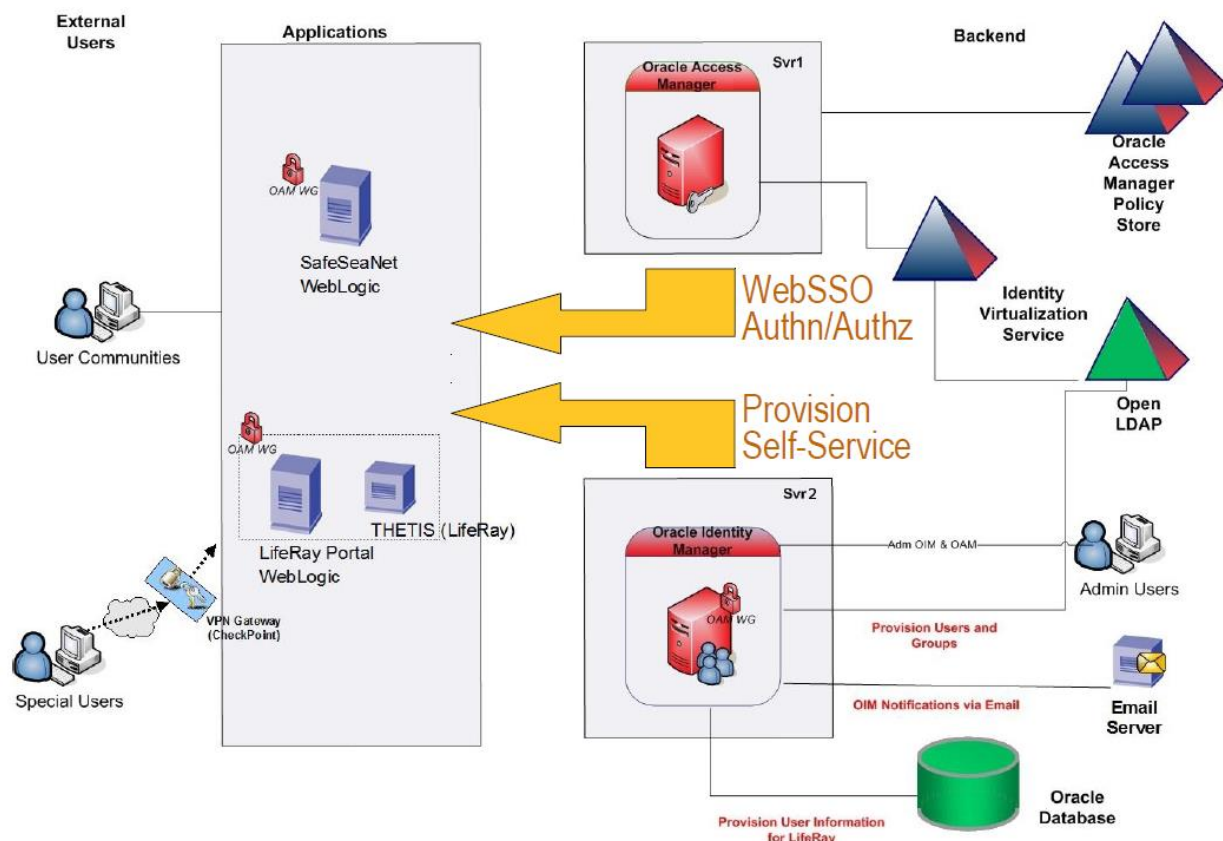 External
Users
Applications
Svr1
Backend
Oracle Access
Manager
Oracle
Access
Manager
Policy
Store
OAM WG
SafeSeaNet
WebLogic
WebSSO
Authn/Authz
Identity
Virtualization
Service
User Communities
Open
LDAP
Provision
Self-Service
OAM WG
THETIS (LifeRay)
LifeRay Portal
WebLogic
Svr2
Oracle Identity
Manager
Adm OIM & OAM
Admin Users
OAM WG
VPN Gateway
(CheckPoint)
Provision Users and
Groups
Special Users
OIM Notifications via Email
Email
Server
Oracle
Database
Provision User Information
for LifeRay